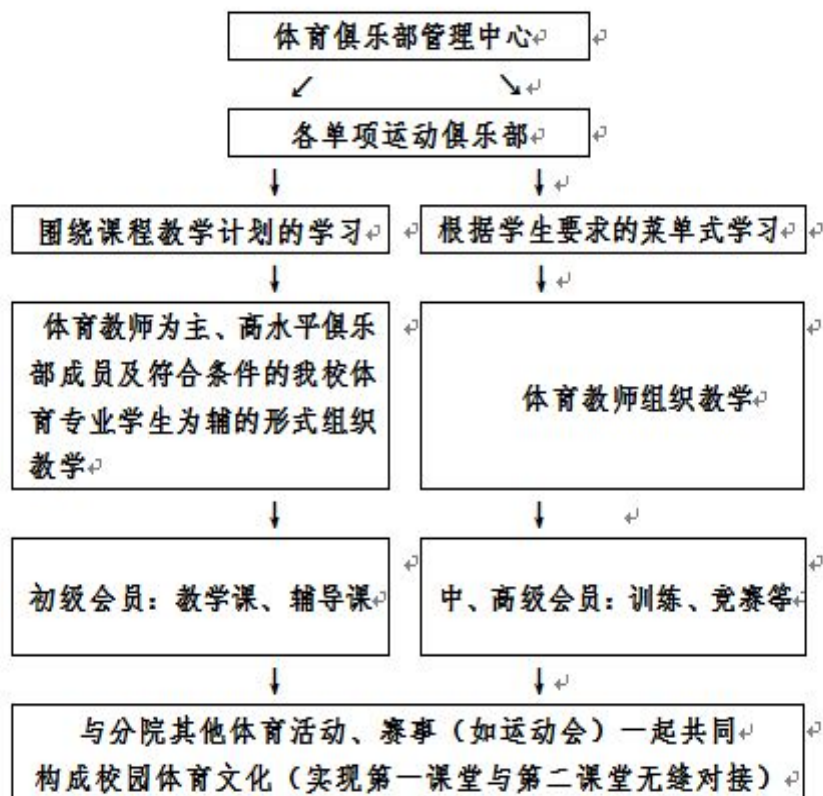 体育俱乐部管理中心
各单项运动俱乐部
围绕课程教学计划的学习
根据学生要求的菜单式学习
体育教师为主、高水平俱乐
部成员及符合条件的我校体
育专业学生为辅的形式组织
教学
体育教师组织教学
初级会员：教学课、辅导课
中、高级会员：训练、竞赛等
与分院其他体育活动、赛事（如运动会）一起共同
构成校园体育文化（实现第一课堂与第二课堂无缝对接）